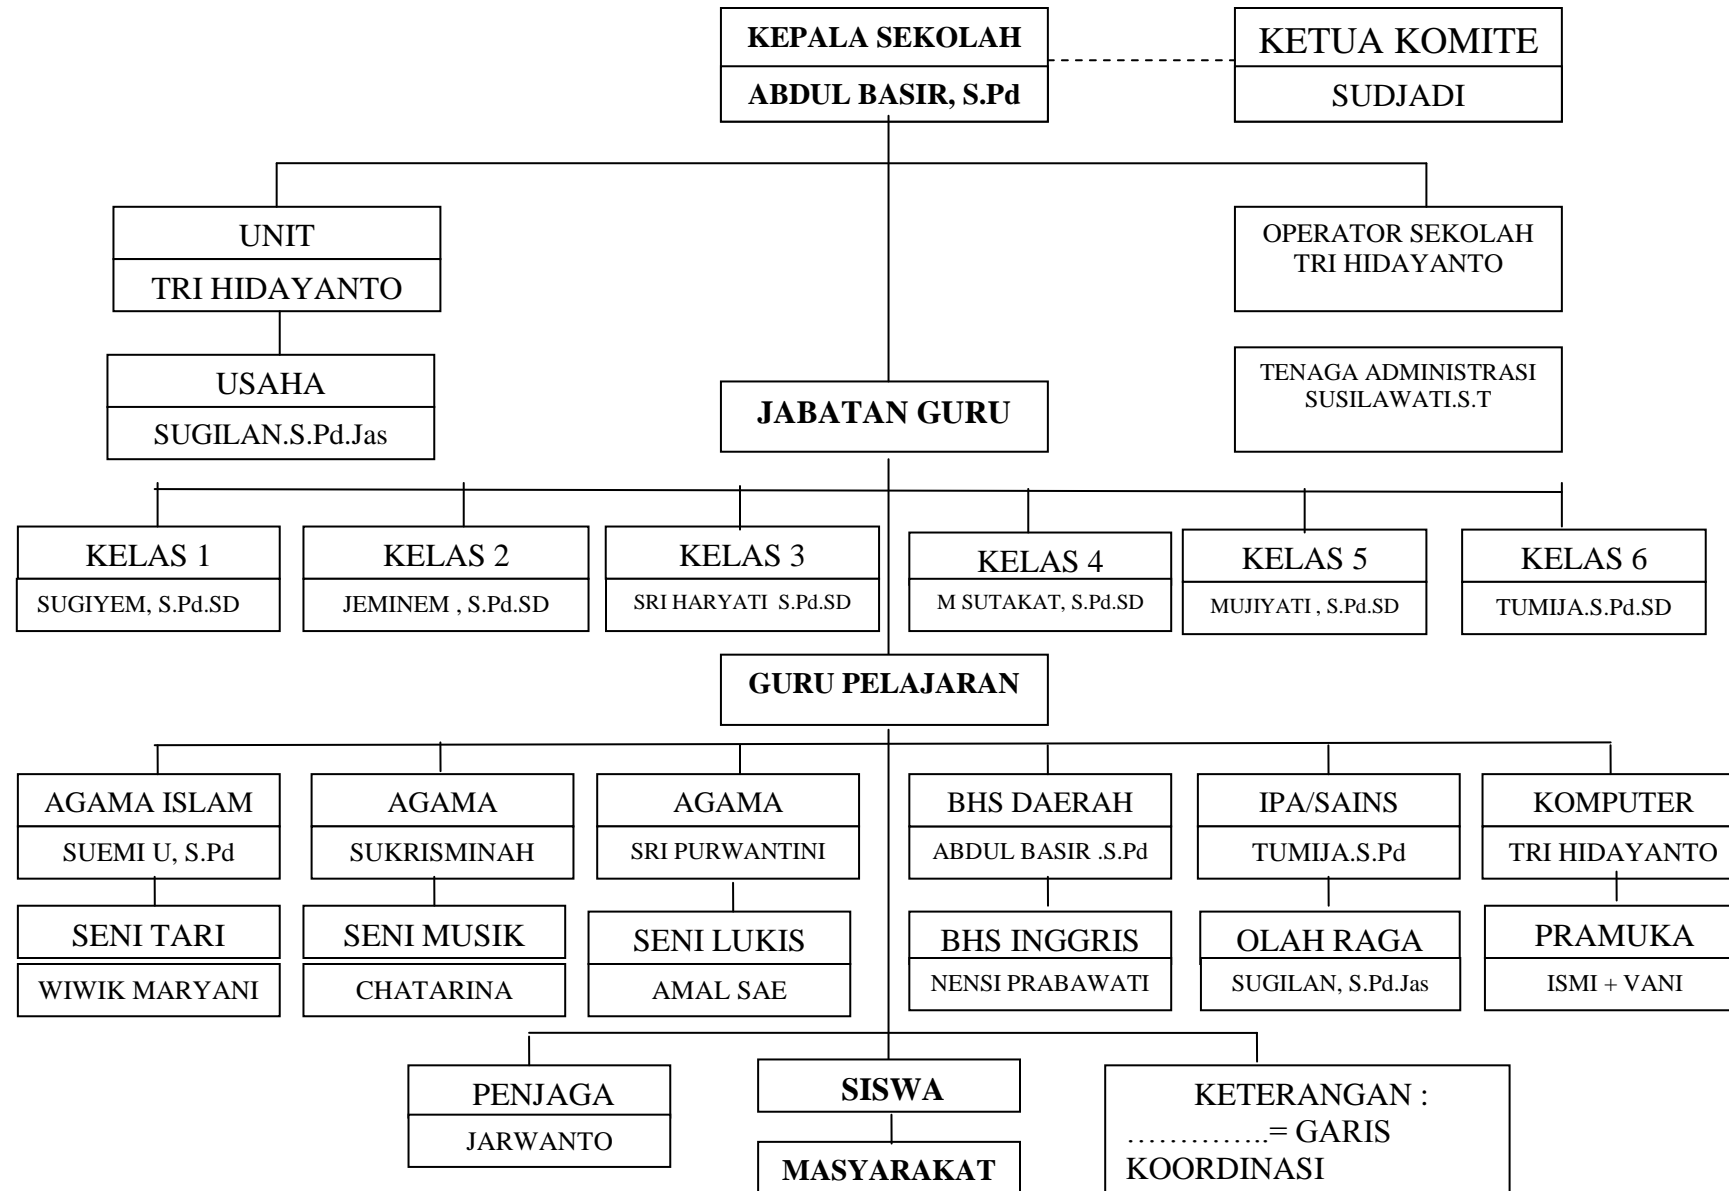 KEPALA SEKOLAH
ABDUL BASIR, S.Pd
KETUA KOMITE
SUDJADI
UNIT
TRI HIDAYANTO
OPERATOR SEKOLAH
TRI HIDAYANTO
USAHA
SUGILAN.S.Pd.Jas
JABATAN GURU
TENAGA ADMINISTRASI
SUSILAWATI.S.T
KELAS 1
SUGIYEM, S.Pd.SD
KELAS 2
JEMINEM , S.Pd.SD
KELAS 3
SRI HARYATI  S.Pd.SD
KELAS 4
M SUTAKAT, S.Pd.SD
KELAS 5
MUJIYATI , S.Pd.SD
KELAS 6
TUMIJA.S.Pd.SD
GURU PELAJARAN
AGAMA ISLAM
SUEMI U, S.Pd
AGAMA
SUKRISMINAH
AGAMA
SRI PURWANTINI
BHS DAERAH
ABDUL BASIR .S.Pd
IPA/SAINS
TUMIJA.S.Pd
KOMPUTER
TRI HIDAYANTO
SENI TARI
WIWIK MARYANI
SENI MUSIK
CHATARINA
SENI LUKIS
AMAL SAE
BHS INGGRIS
NENSI PRABAWATI
OLAH RAGA
SUGILAN, S.Pd.Jas
PRAMUKA
ISMI + VANI
PENJAGA
JARWANTO
SISWA
MASYARAKAT
KETERANGAN :
…………..= GARIS
KOORDINASI